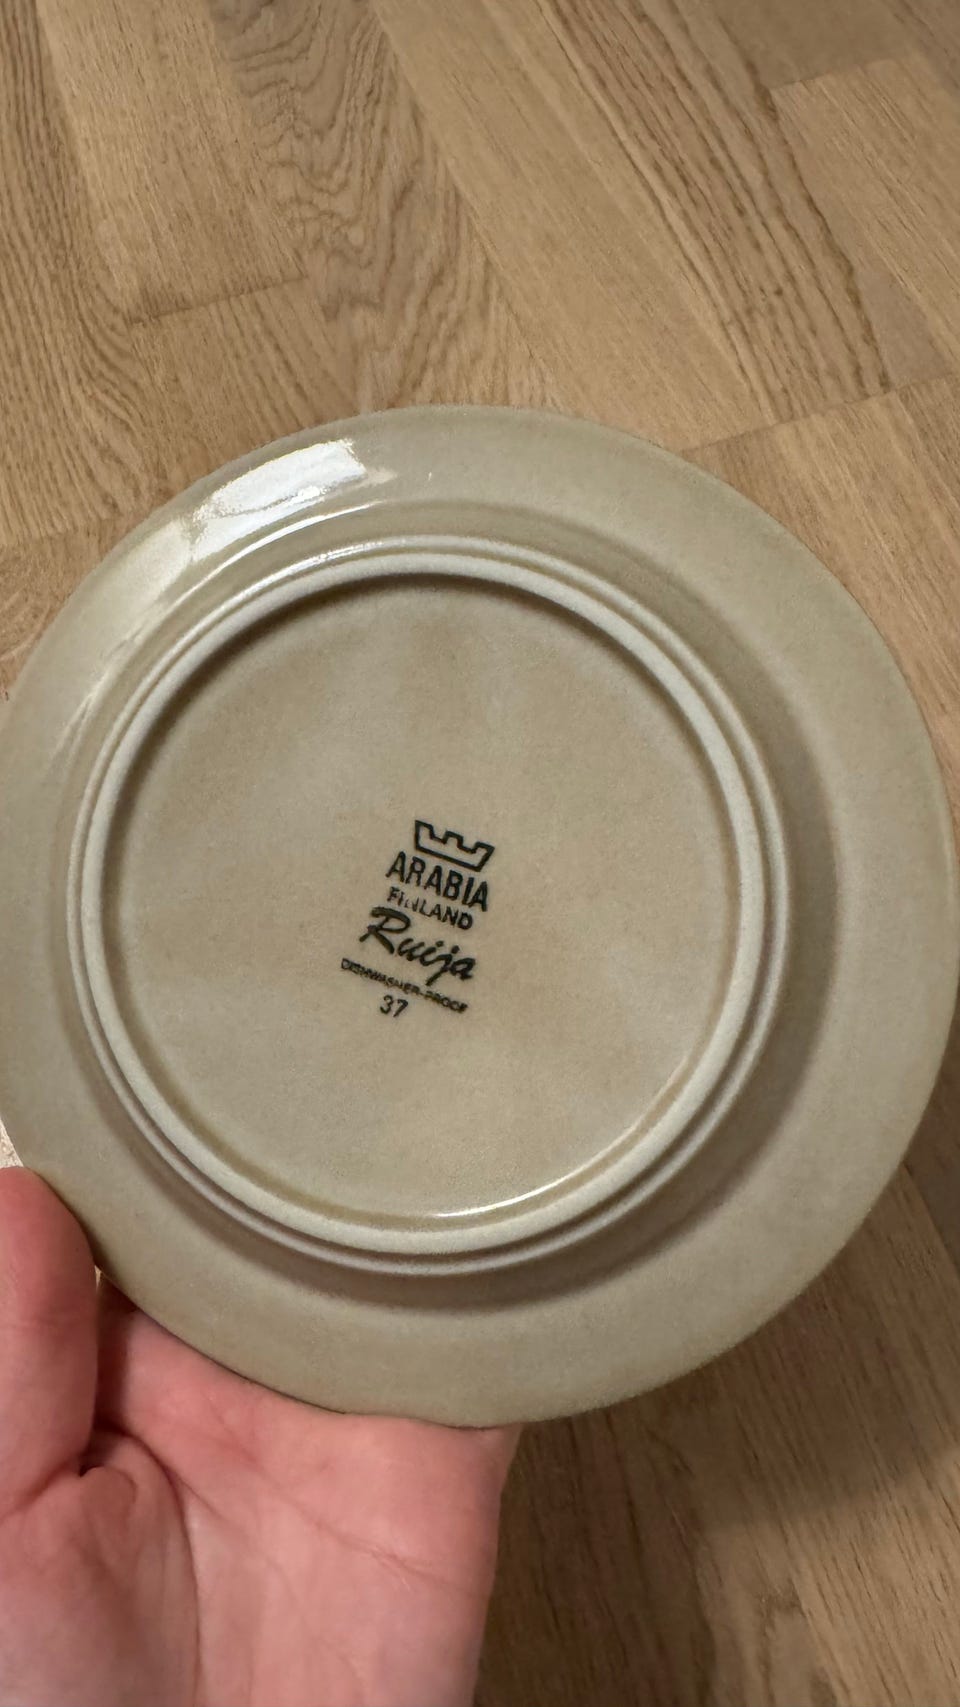 ARABIA
FINLAND
Ruija
DISHWASHER-PROOF
37